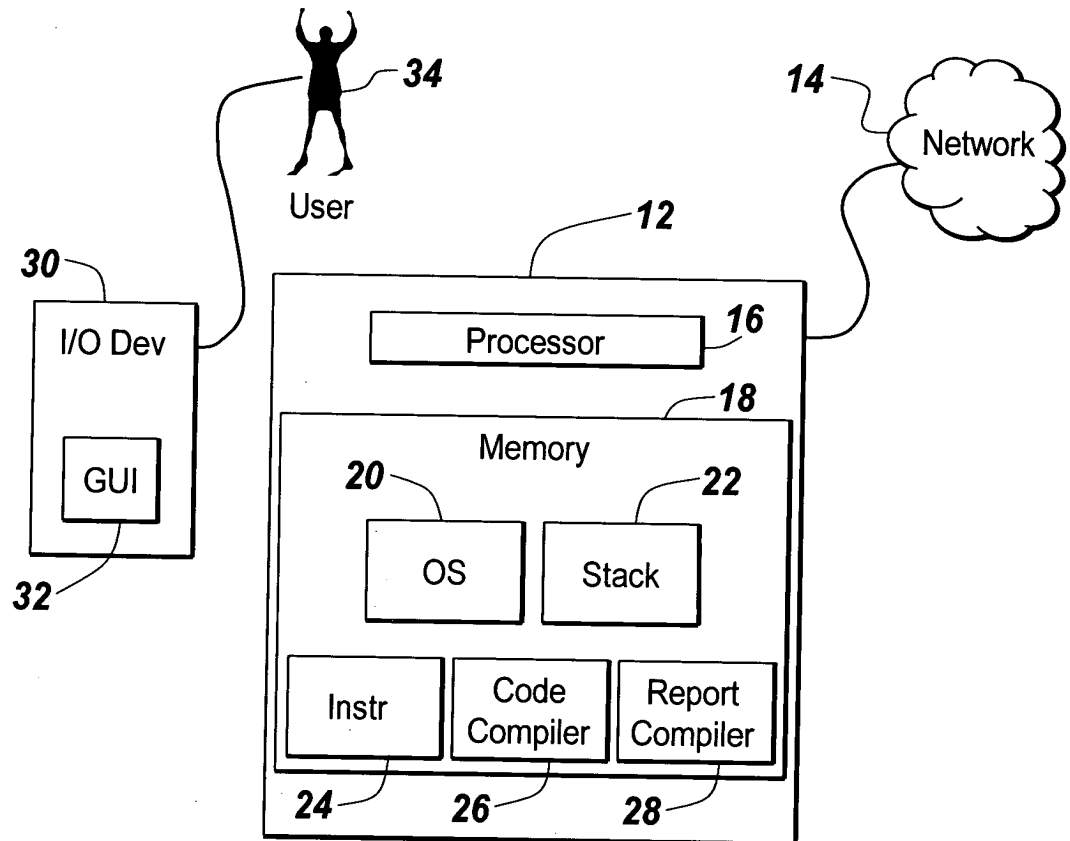 34
14
Network
User
12
30
I/O Dev
16
Processor
18
Memory
GUI
20
22
32
OS
Stack
Instr
Code
Compiler
Report
Compiler
24
26
28